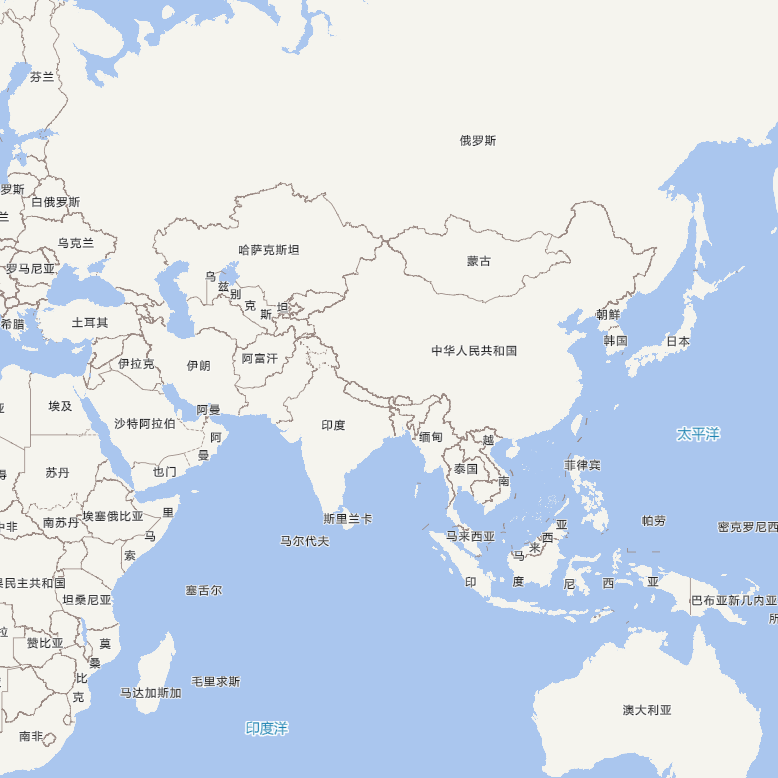 芬兰
俄罗斯
罗斯
白俄罗斯
兰
乌克兰
哈萨克斯坦
蒙古
罗马尼亚
乌兹别克斯坦
希腊
土耳其
朝鲜
韩国
日本
伊拉克
伊朗
阿富汗
中华人民共和国
亚
埃及
沙特阿拉伯
阿曼
阿曼
印度
缅甸
越南
太平洋
得
苏丹
也门
泰国
菲律宾
中非
南苏丹
埃塞俄比亚
索马里
斯里兰卡
马尔代夫
马来西亚
马来西亚
帕劳
密克罗尼西
果民主共和国
坦桑尼亚
塞舌尔
印度尼西亚
巴布亚新几内亚
所
拉
赞比亚
莫桑比克
马达加斯加
毛里求斯
澳大利亚
南非
印度洋